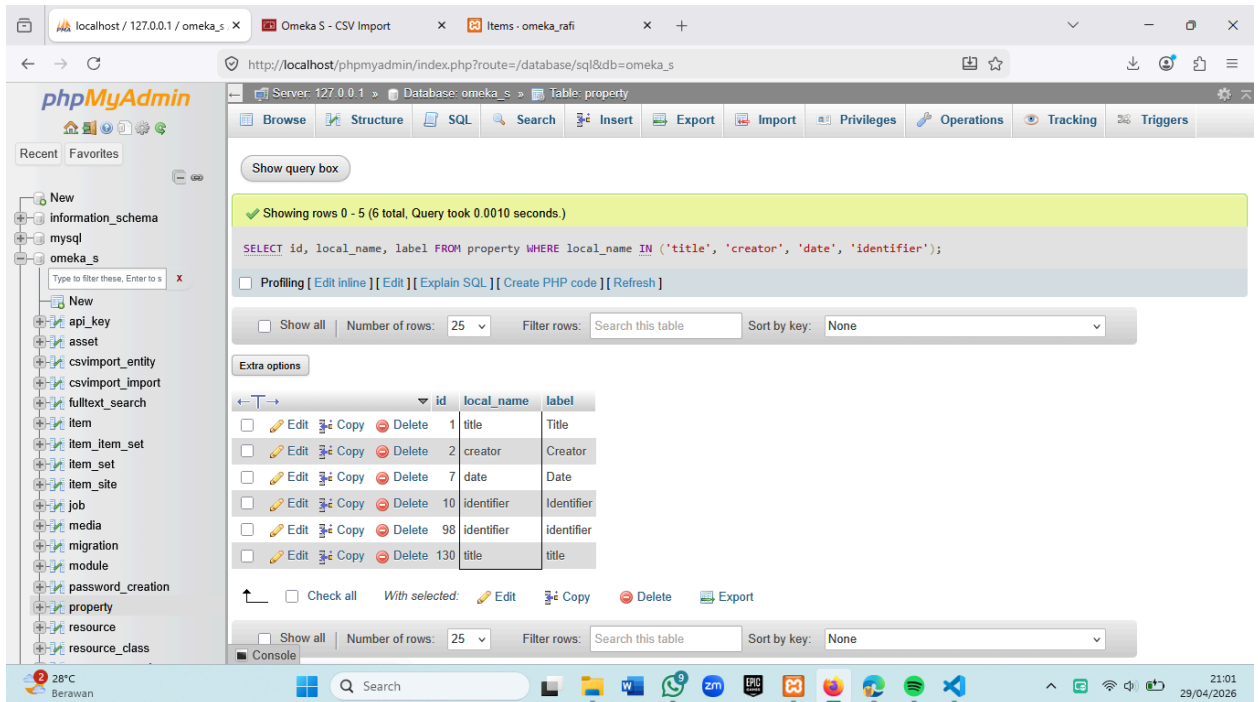 localhost / 127.0.0.1 / omeka_s
Omeka S - CSV Import
Items · omeka_rafi
http://localhost/phpmyadmin/index.php?route=/database/sql&db=omeka_s
phpMyAdmin
Recent Favorites
New
information_schema
mysql
omeka_s
Type to filter these, Enter to s X
New
api_key
asset
csvimport_entity
csvimport_import
fulltext_search
item
item_item_set
item_set
item_site
job
media
migration
module
password_creation
property
resource
resource_class
Server: 127.0.0.1 » Database: omeka_s » Table: property
Browse Structure SQL Search Insert Export Import Privileges Operations Tracking Triggers
Show query box
Showing rows 0 - 5 (6 total, Query took 0.0010 seconds.)
SELECT id, local_name, label FROM property WHERE local_name IN ('title', 'creator', 'date', 'identifier');
Profiling [ Edit inline ] [ Edit ] [ Explain SQL ] [ Create PHP code ] [ Refresh ]
Show all | Number of rows: 25 Filter rows: Search this table Sort by key: None
Extra options
←T→ id local_name label
Edit Copy Delete 1 title Title
Edit Copy Delete 2 creator Creator
Edit Copy Delete 7 date Date
Edit Copy Delete 10 identifier Identifier
Edit Copy Delete 98 identifier identifier
Edit Copy Delete 130 title title
Check all With selected: Edit Copy Delete Export
Show all | Number of rows: 25 Filter rows: Search this table Sort by key: None
Console
2
28°C
Berawan
Search
9
zm
EPIC GAMES
21:01
29/04/2026